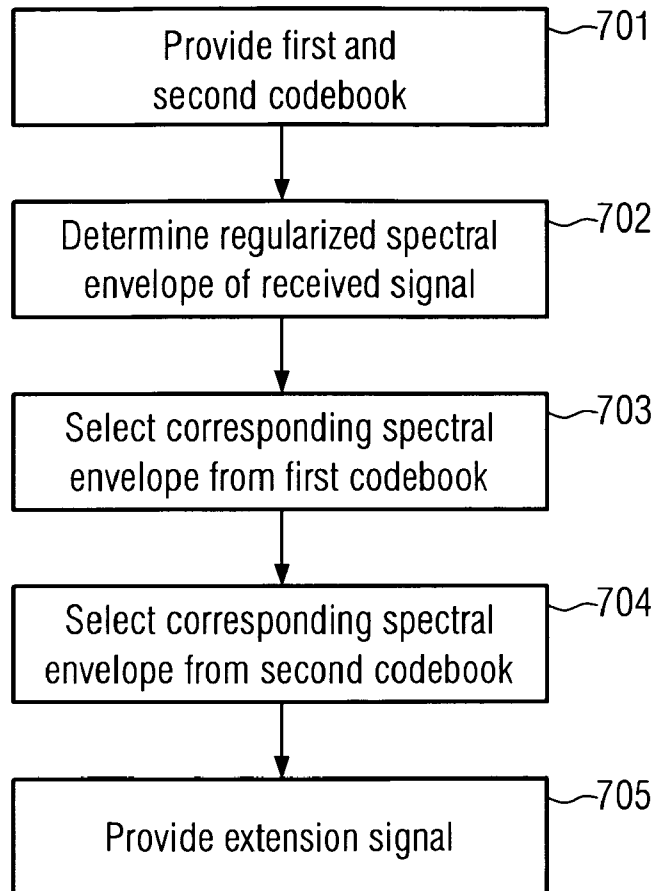 Provide first and
second codebook
701
Determine regularized spectral
envelope of received signal
702
Select corresponding spectral
envelope from first codebook
703
Select corresponding spectral
envelope from second codebook
704
Provide extension signal
705